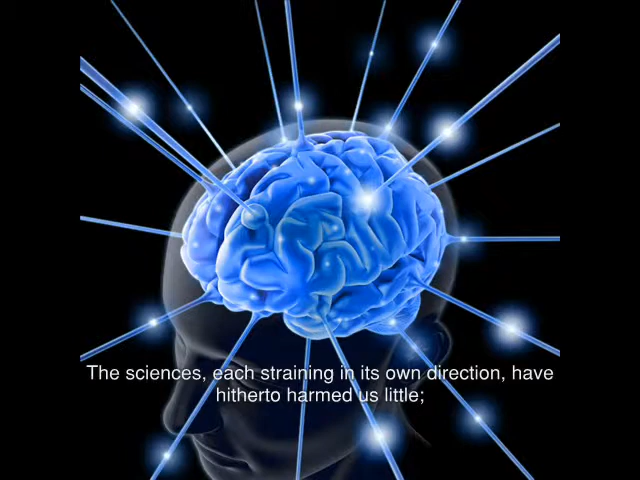 The sciences, each straining in its own direction, have
hitherto harmed us little;